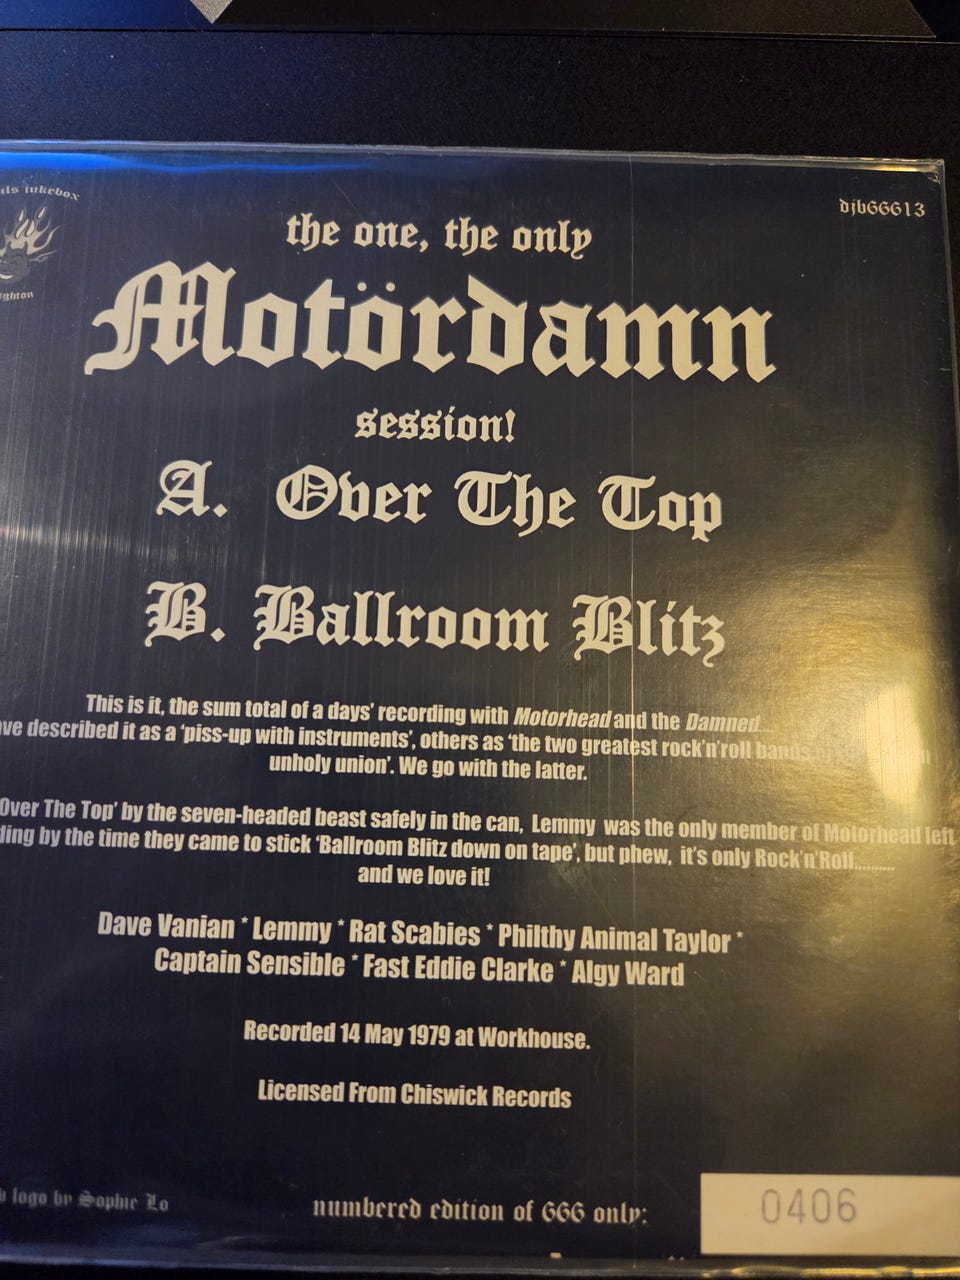 jukebox
djb66613
the one, the only
Motördamn
session!
A. Over The Top
B. Ballroom Blitz
This is it, the sum total of a days' recording with Motorhead and the Damned...
described it as a 'piss-up with instruments', others as 'the two greatest rock'n'roll bands
unholy union'. We go with the latter.
Over The Top' by the seven-headed beast safely in the can, Lemmy was the only member of Motorhead left
by the time they came to stick 'Ballroom Blitz down on tape', but phew, it's only Rock'n'Roll.........
and we love it!
Dave Vanian * Lemmy * Rat Scabies * Philthy Animal Taylor *
Captain Sensible * Fast Eddie Clarke * Algy Ward
Recorded 14 May 1979 at Workhouse.
Licensed From Chiswick Records
logo by Sophie Lo
numbered edition of 666 only:
0406